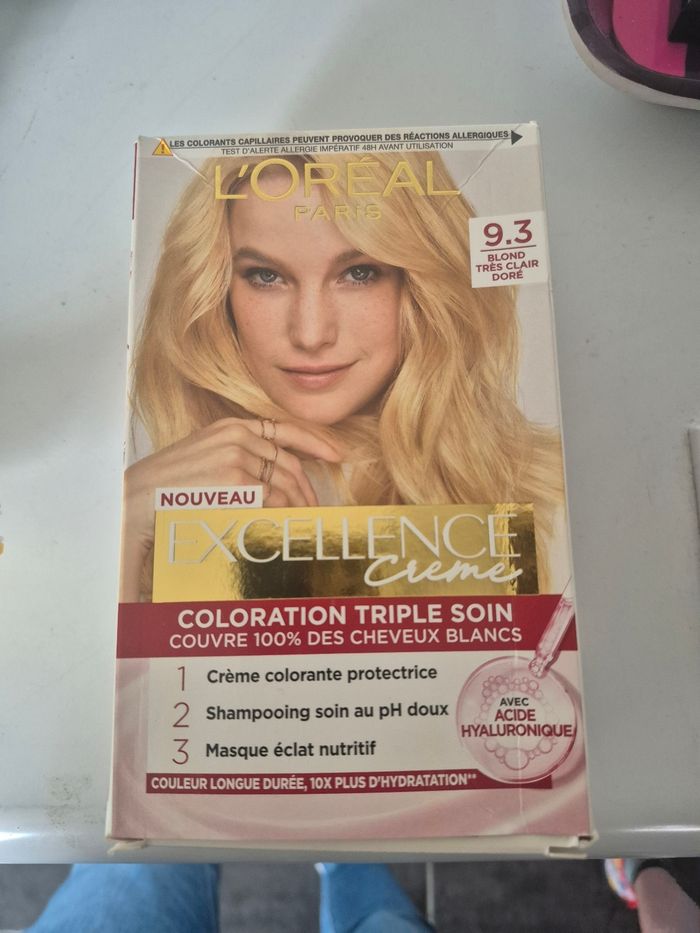 LES COLORANTS CAPILLAIRES PEUVENT PROVOQUER DES RÉACTIONS ALLERGIQUES
TEST D'ALERTE ALLERGIE IMPÉRATIF 48H AVANT UTILISATION
L'ORÉAL
PARIS
9.3
BLOND
TRÈS CLAIR
DORÉ
NOUVEAU
EXCELLENCE
Creme
COLORATION TRIPLE SOIN
COUVRE 100% DES CHEVEUX BLANCS
1 Crème colorante protectrice
2 Shampooing soin au pH doux
3 Masque éclat nutritif
AVEC
ACIDE
HYALURONIQUE
COULEUR LONGUE DURÉE, 10X PLUS D'HYDRATATION**